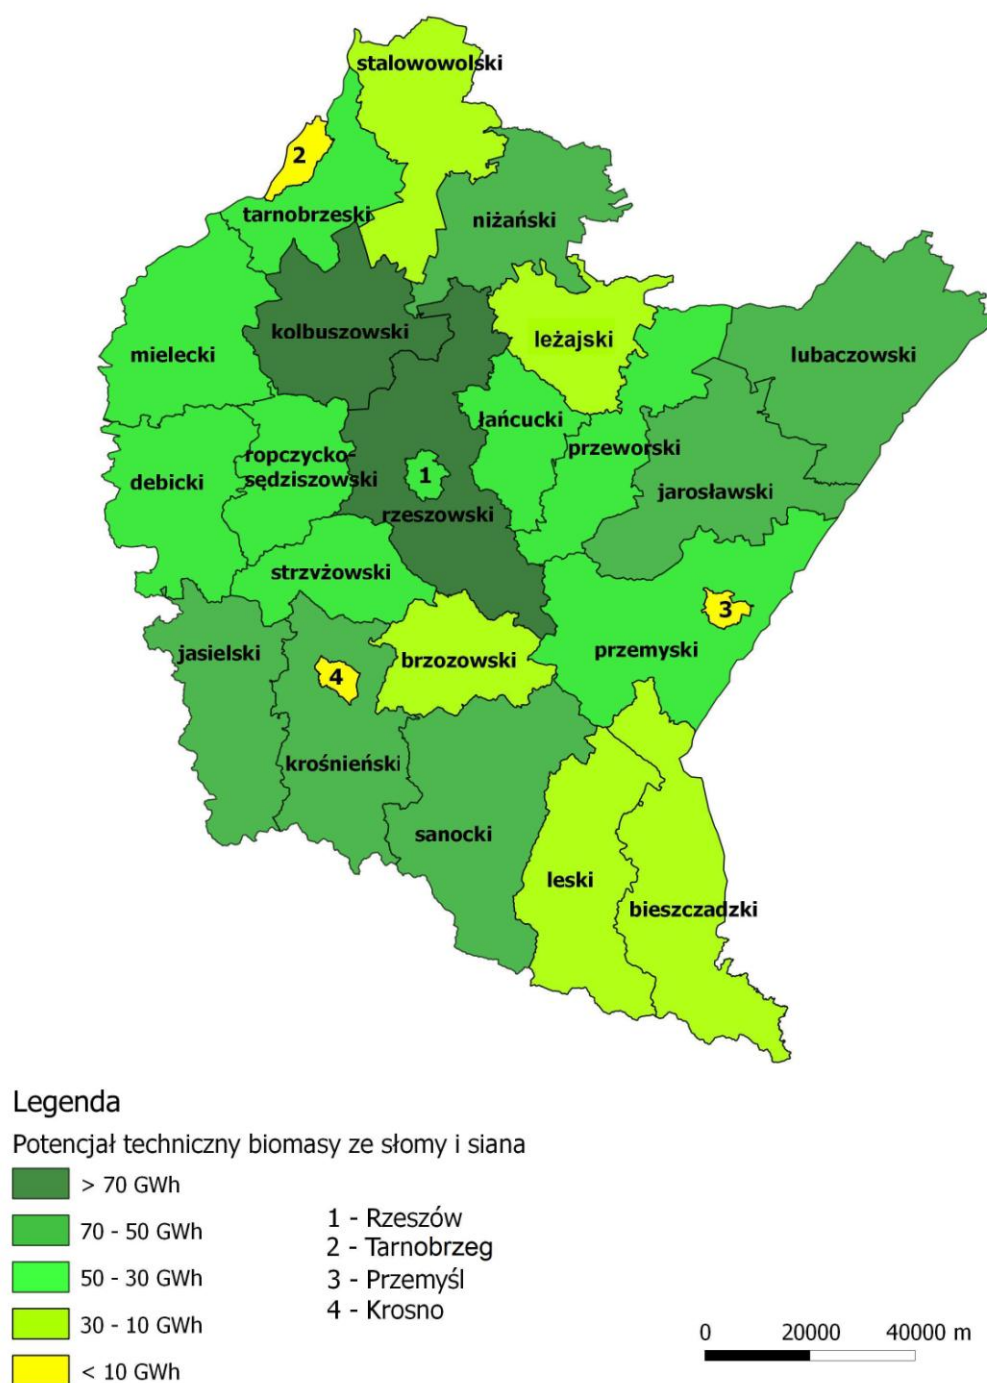 stalowowolski
2
tarnobrzeski
niżański
kolbuszowski
leżajski
mielecki
lubaczowski
łańcucki
przeworski
ropczycko-
sędziszowski
debicki
1
jarosławski
rzeszowski
strzvżowski
3
jasielski
brzozowski
przemyski
4
krośnieński
sanocki
leski
bieszczadzki
Legenda
Potencjał techniczny biomasy ze słomy i siana
> 70 GWh
70 - 50 GWh
50 - 30 GWh
30 - 10 GWh
< 10 GWh
1 - Rzeszów
2 - Tarnobrzeg
3 - Przemyśl
4 - Krosno
0 20000 40000 m